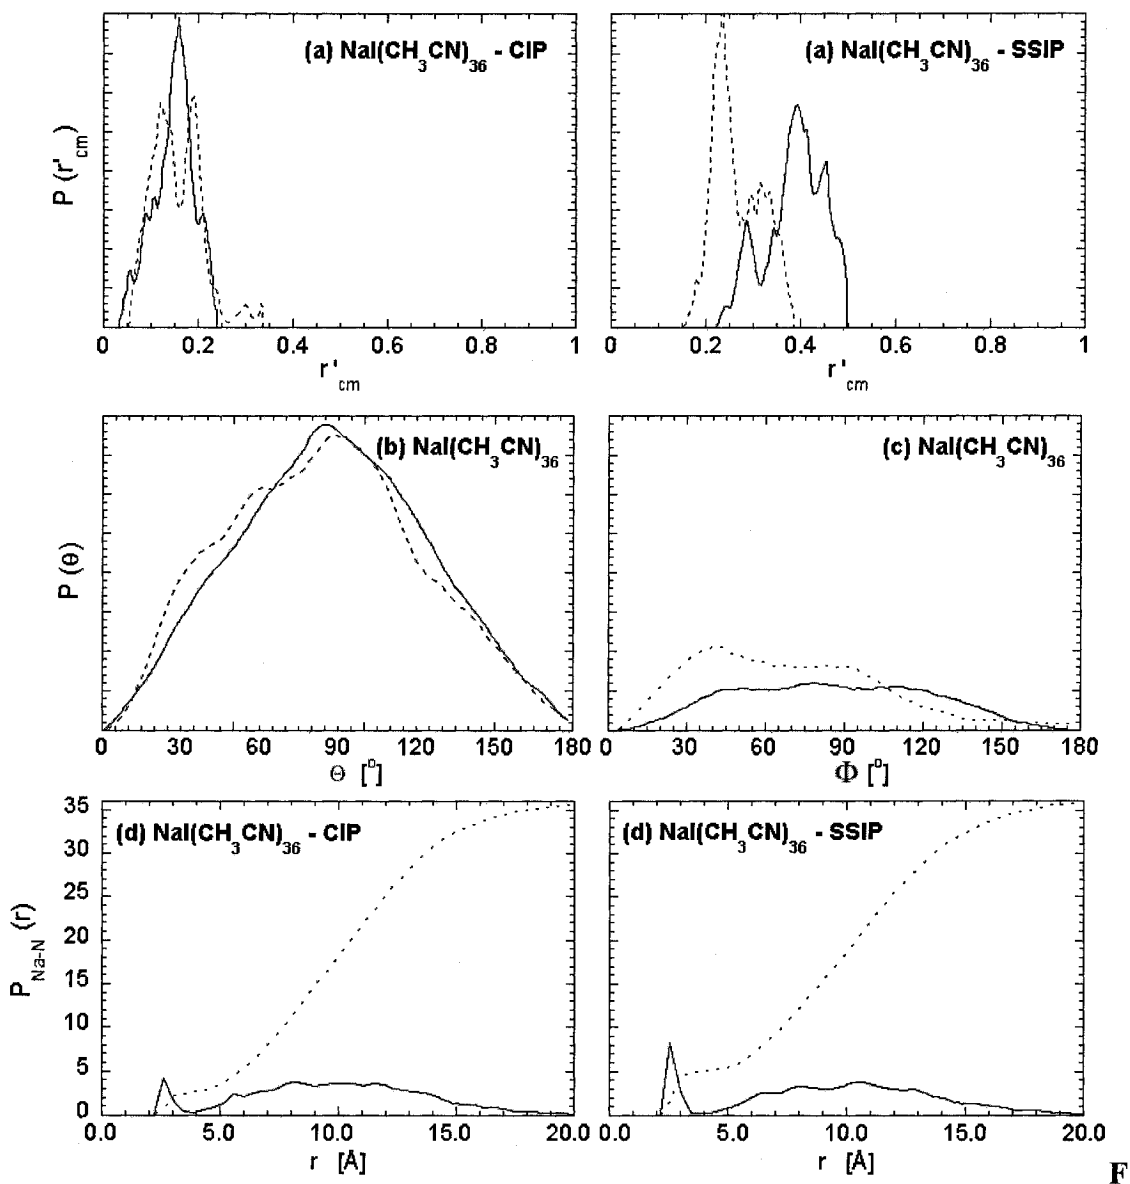 (a) NaI(CH3CN)36 - CIP
P (r'cm)
0 0.2 0.4 0.6 0.8 1
r'cm
(a) NaI(CH3CN)36 - SSIP
0 0.2 0.4 0.6 0.8 1
r'cm
(b) NaI(CH3CN)36
P (θ)
0 30 60 90 120 150 180
Θ [°]
(c) NaI(CH3CN)36
0 30 60 90 120 150 180
Φ [°]
(d) NaI(CH3CN)36 - CIP
PNa-N (r)
35
30
25
20
15
10
5
0
0.0 5.0 10.0 15.0 20.0
r [Å]
(d) NaI(CH3CN)36 - SSIP
0.0 5.0 10.0 15.0 20.0
r [Å]
F